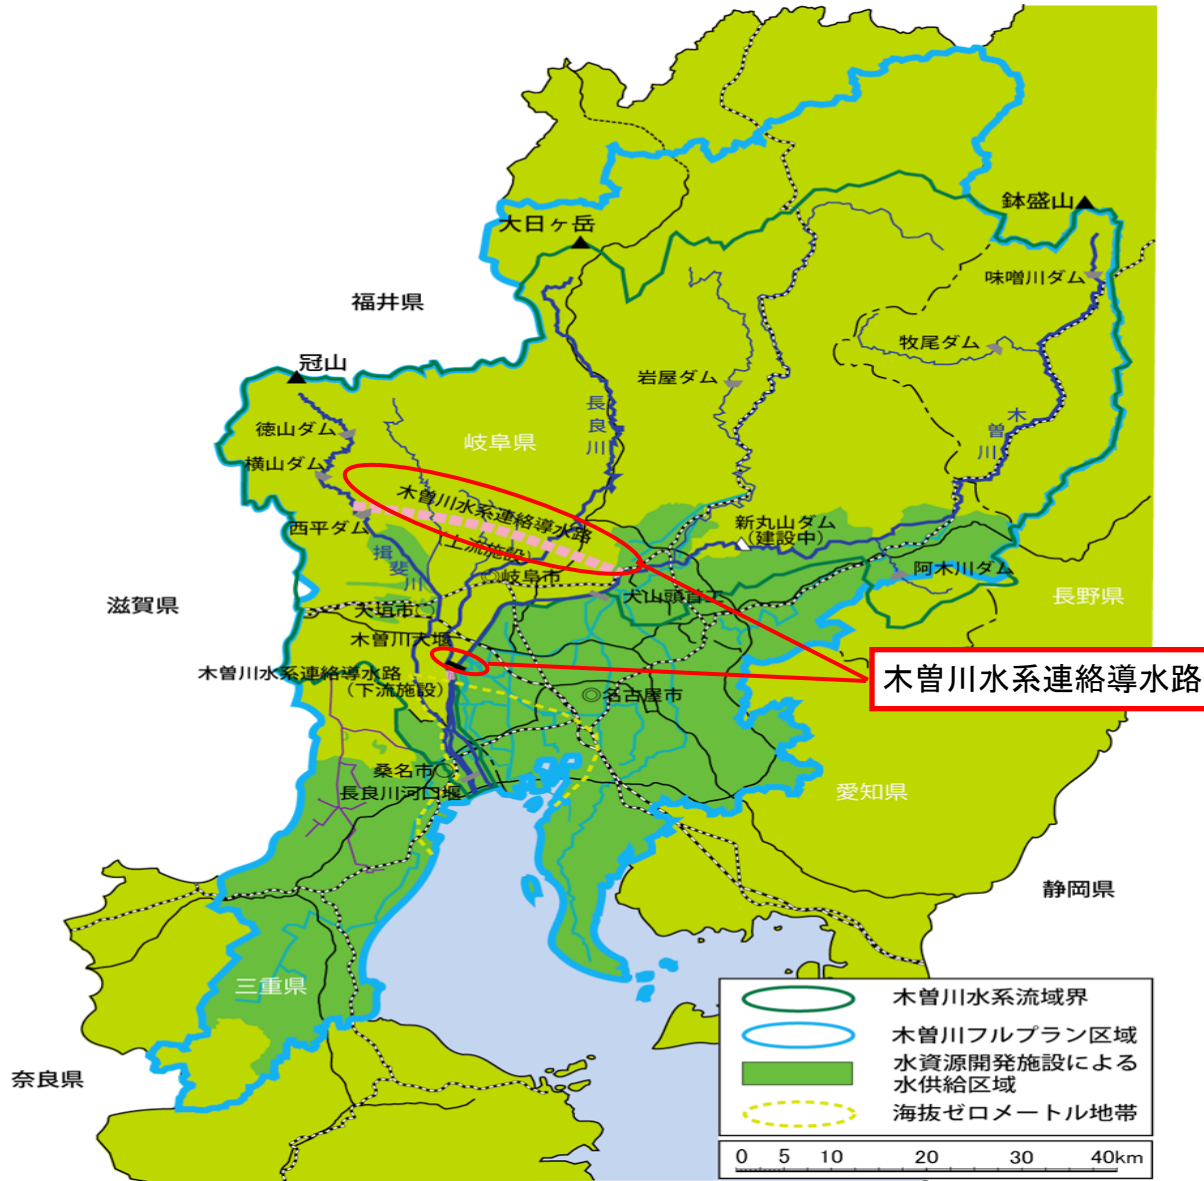 鉢盛山
大日ヶ岳
味噌川ダム
福井県
牧尾ダム
冠山
岩屋ダム
長良川
木曽川
徳山ダム
岐阜県
横山ダム
木曽川水系連絡導水路
(上流施設)
西平ダム
新丸山ダム
(建設中)
揖斐川
岐阜市
阿木川ダム
滋賀県
大垣市
犬山頭首工
長野県
木曽川大堰
木曽川水系連絡導水路
(下流施設)
木曽川水系連絡導水路
名古屋市
桑名市
長良川河口堰
愛知県
静岡県
三重県
奈良県
木曽川水系流域界
木曽川フルプラン区域
水資源開発施設による
水供給区域
海抜ゼロメートル地帯
0 5 10 20 30 40km